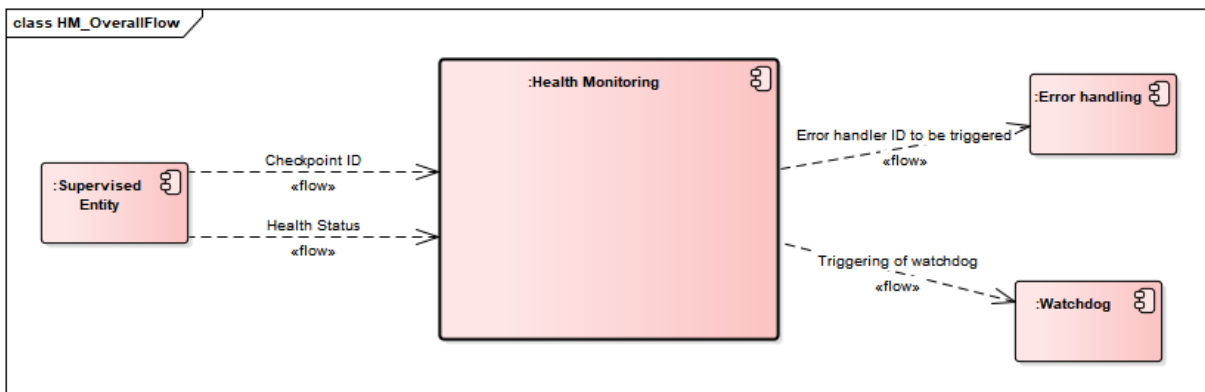 class HM_OverallFlow
:Health Monitoring
:Error handling
Error handler ID to be triggered
«flow»
Checkpoint ID
«flow»
:Supervised
Entity
Health Status
«flow»
Triggering of watchdog
«flow»
:Watchdog